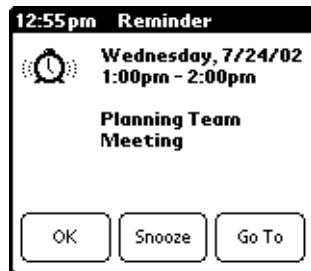 12:55pm Reminder
Wednesday, 7/24/02
1:00pm - 2:00pm
Planning Team
Meeting
OK Snooze Go To